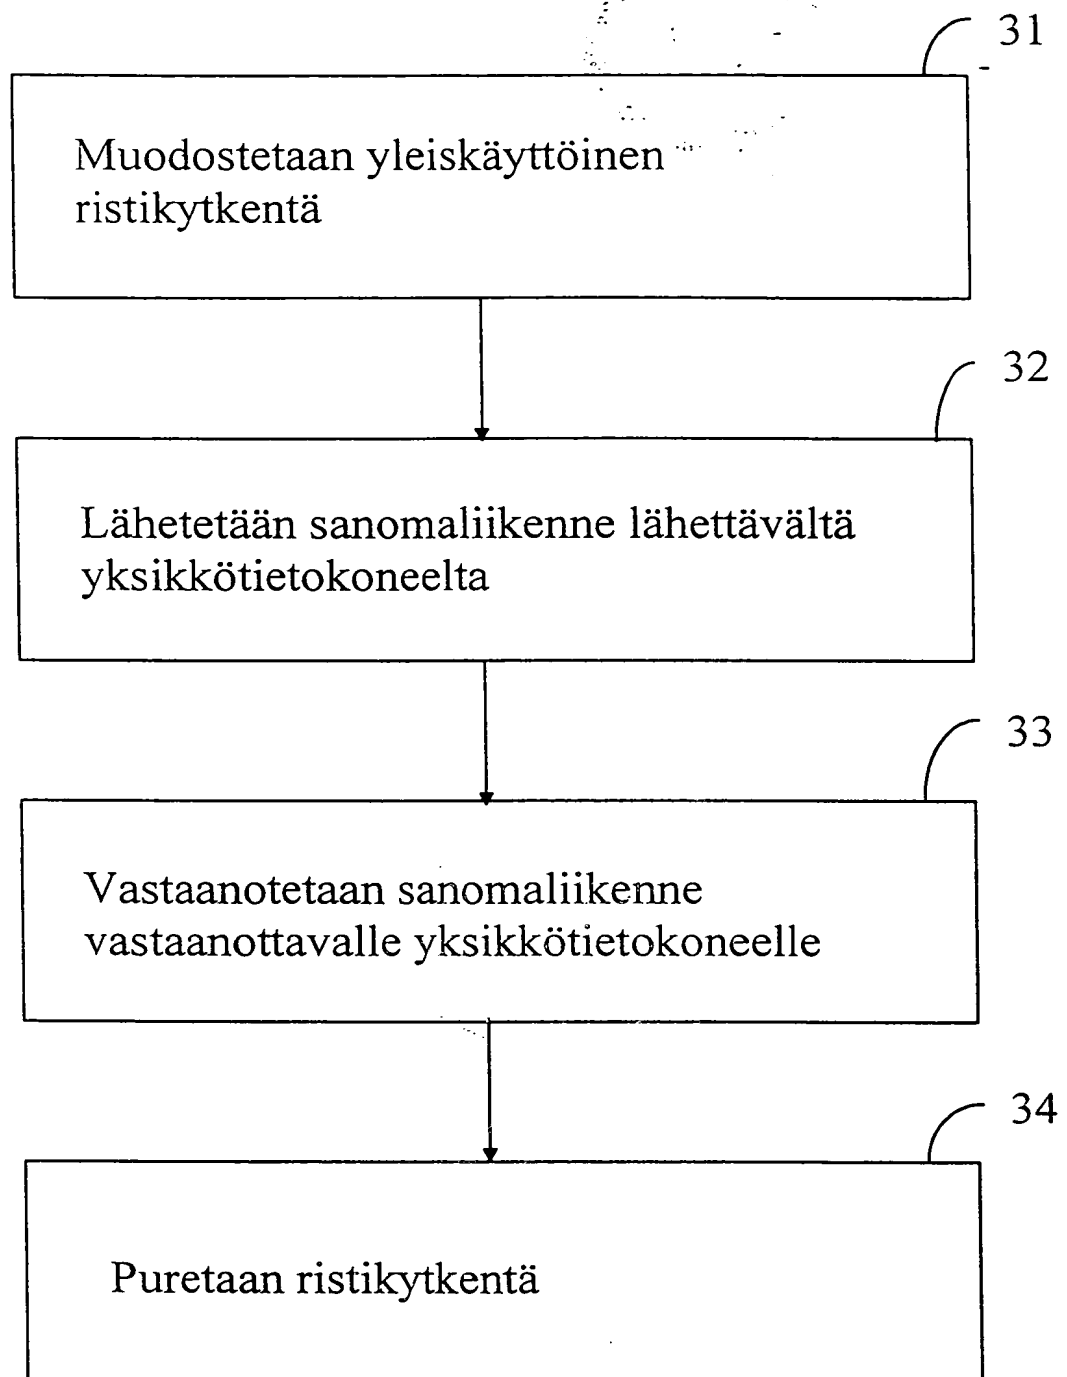 31
Muodostetaan yleiskäyttöinen
ristikytkentä
32
Lähetetään sanomaliikenne lähettävältä
yksikkötietokoneelta
33
Vastaanotetaan sanomaliikenne
vastaanottavalle yksikkötietokoneelle
34
Puretaan ristikytkentä